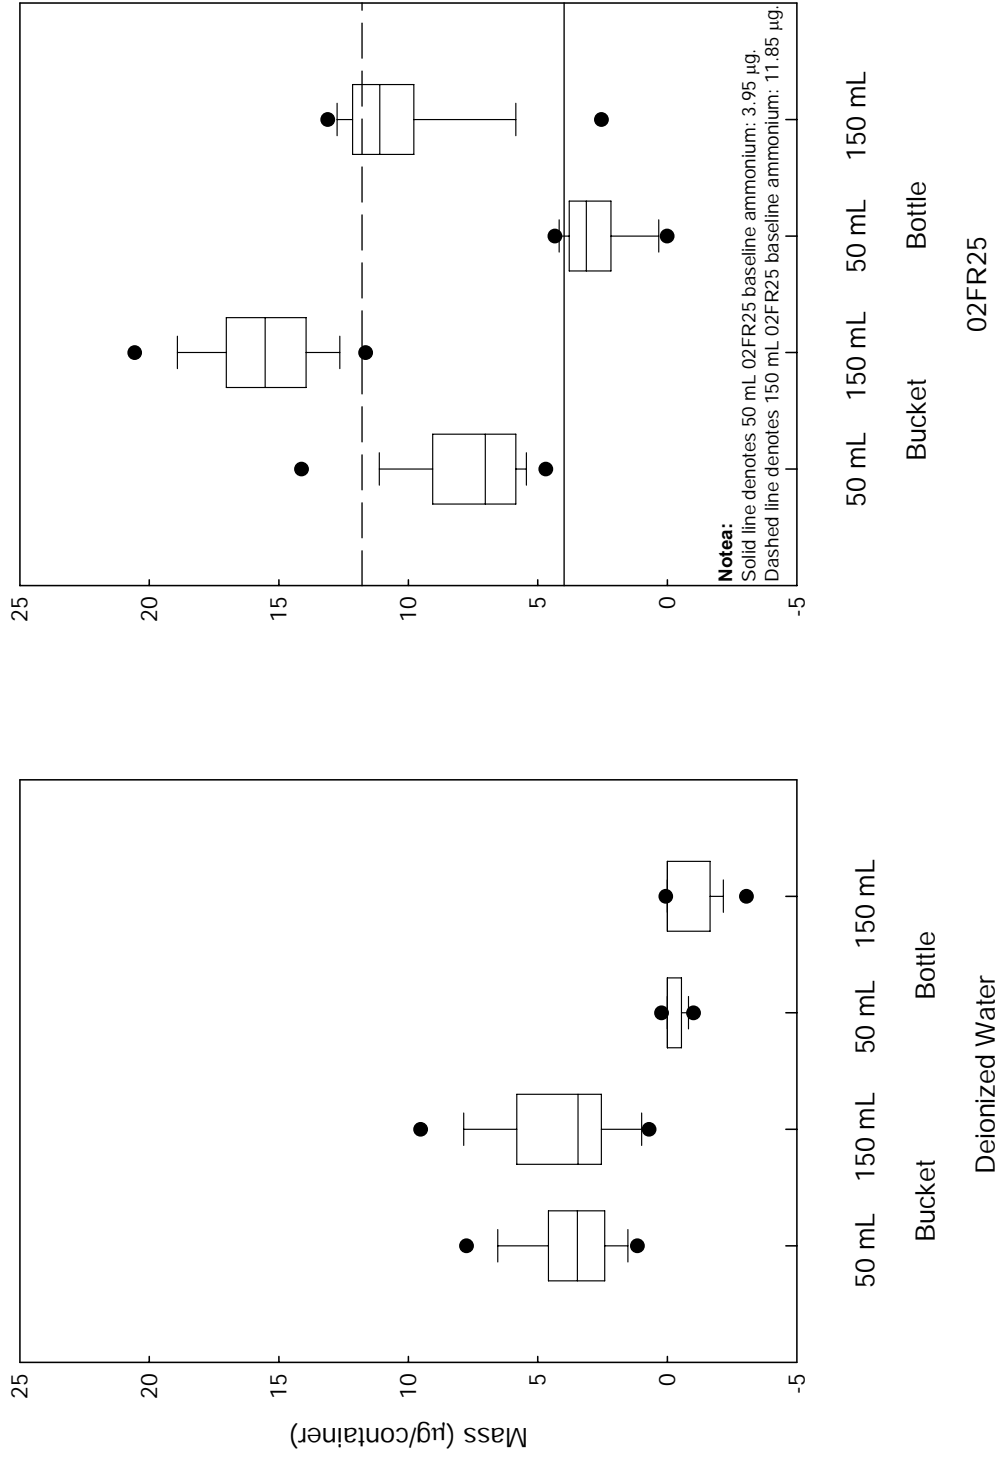 Mass (µg/container)
25
20
15
10
5
0
-5
50 mL 150 mL 50 mL 150 mL
Bucket Bottle
Deionized Water
25
20
15
10
5
0
-5
Notea:
Solid line denotes 50 mL 02FR25 baseline ammonium: 3.95 µg.
Dashed line denotes 150 mL 02FR25 baseline ammonium: 11.85 µg.
50 mL 150 mL 50 mL 150 mL
Bucket Bottle
02FR25